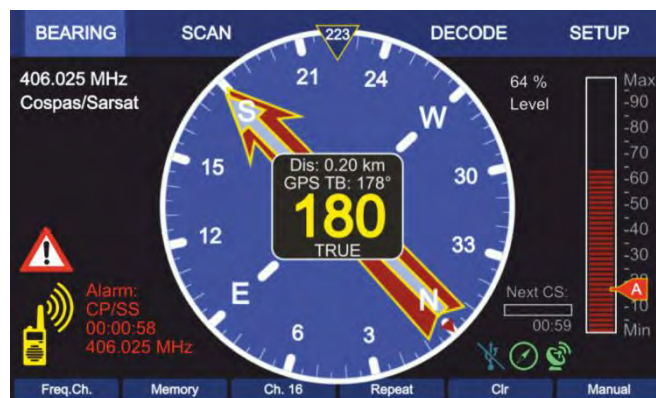 BEARING SCAN DECODE SETUP
223
406.025 MHz
Cospas/Sarsat
64 %
Level
Max
-90
-80
-70
-60
-50
-40
-30
-10
Min
A
21
24
S
W
15
30
12
33
E
N
6
3
Dis: 0.20 km
GPS TB: 178°
180
TRUE
Alarm:
CP/SS
00:00:58
406.025 MHz
Next CS:
00:59
Freq.Ch. Memory Ch. 16 Repeat Clr Manual